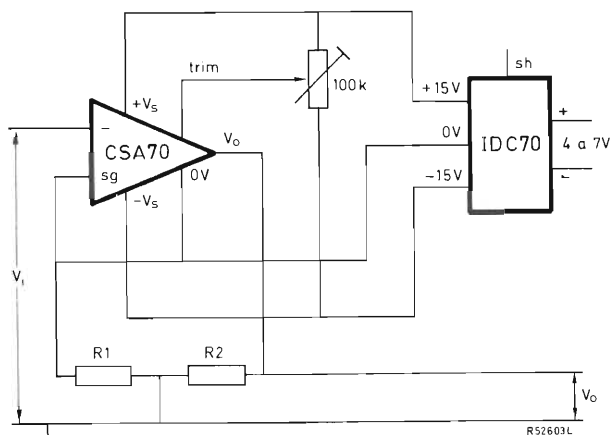 sh
trim
100k
+Vs
+15V
+
−
CSA70
Vo
0V
IDC70
4 a 7V
sg
0V
−15V
−Vs
R1
R2
Vo
R52603L